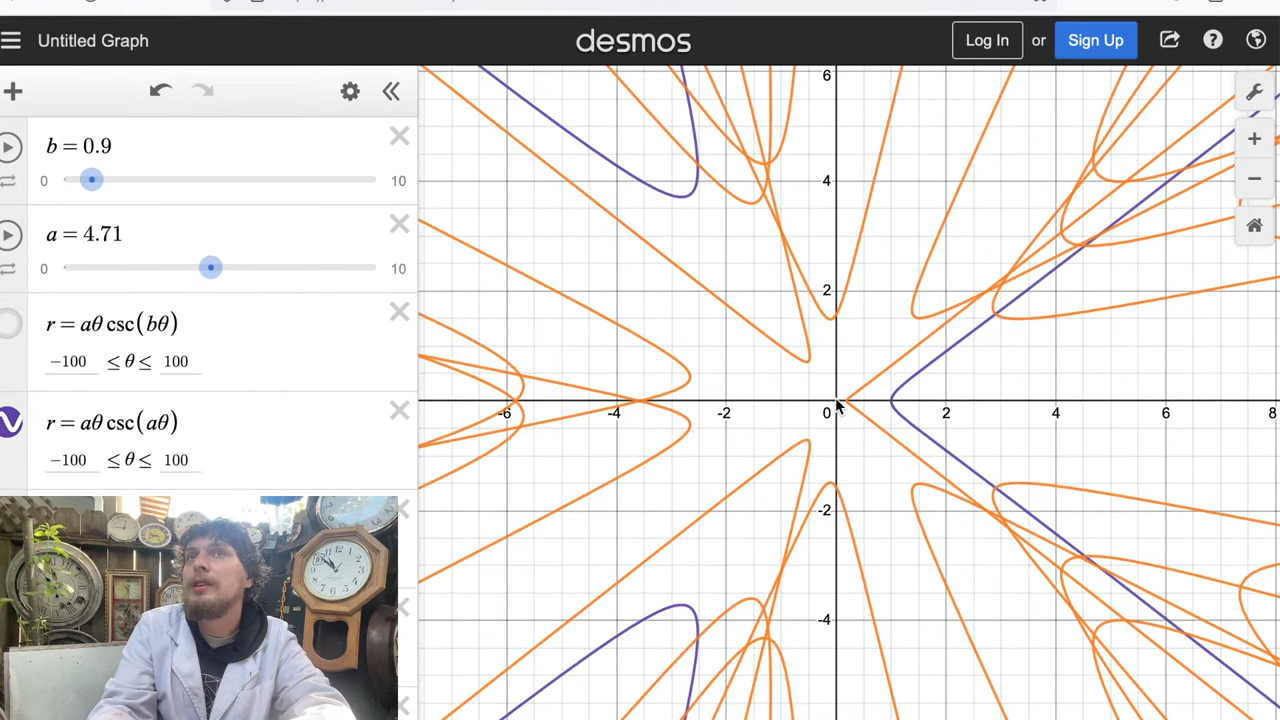 Untitled Graph
desmos
Log In or Sign Up
b = 0.9
0 10
a = 4.71
0 10
r = aθ csc(bθ)
-100 ≤ θ ≤ 100
r = aθ csc(aθ)
-100 ≤ θ ≤ 100
6
4
2
-6 -4 -2 0 2 4 6 8
-2
-4